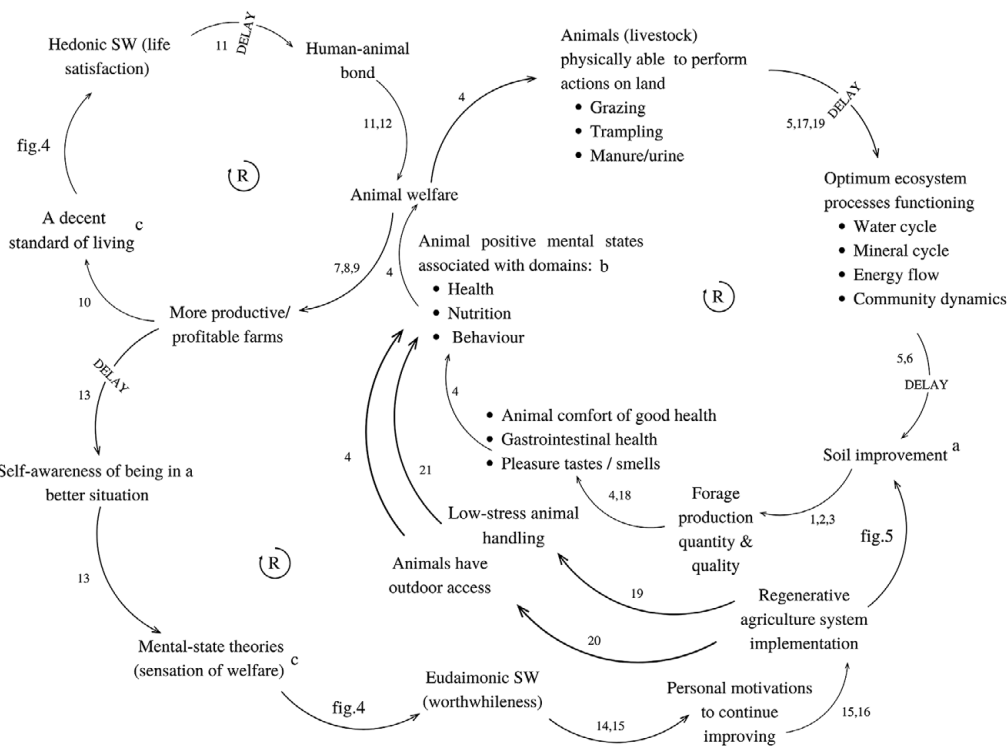 Hedonic SW (life
satisfaction)
11
DELAY
Human-animal
bond
11,12
Animal welfare
4
Animals (livestock)
physically able to perform
actions on land
• Grazing
• Trampling
• Manure/urine
5,17,19
DELAY
Optimum ecosystem
processes functioning
• Water cycle
• Mineral cycle
• Energy flow
• Community dynamics
5,6
DELAY
Soil improvement a
1,2,3
Forage
production
quantity &
quality
4,18
• Animal comfort of good health
• Gastrointestinal health
• Pleasure tastes / smells
4
Animal positive mental states
associated with domains: b
• Health
• Nutrition
• Behaviour
4
R
7,8,9
More productive/
profitable farms
10
A decent
standard of living c
fig.4
R
DELAY
13
Self-awareness of being in a
better situation
13
R
Mental-state theories
(sensation of welfare) c
fig.4
Eudaimonic SW
(worthwhileness)
14,15
Personal motivations
to continue
improving
15,16
Regenerative
agriculture system
implementation
fig.5
19
Low-stress animal
handling
21
20
Animals have
outdoor access
4